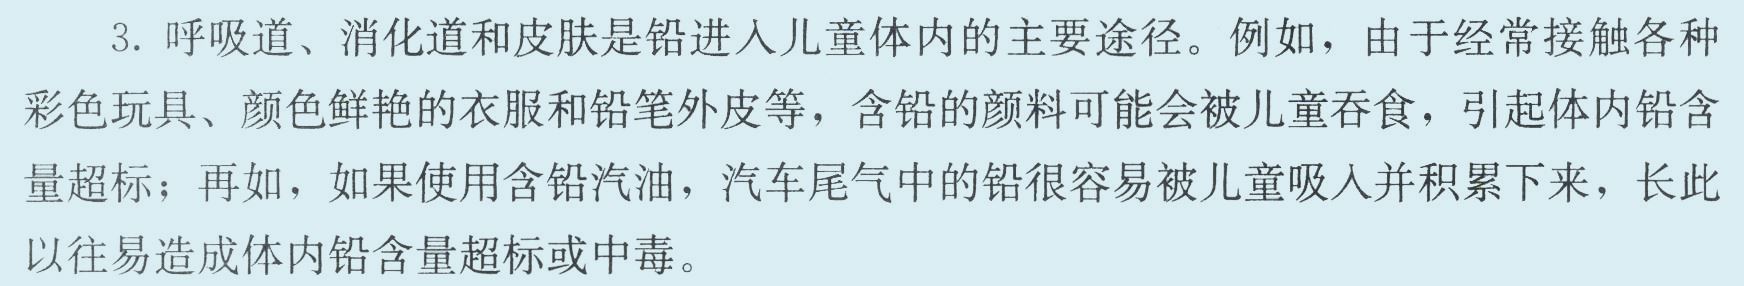 3. 呼吸道、消化道和皮肤是铅进入儿童体内的主要途径。例如，由于经常接触各种
彩色玩具、颜色鲜艳的衣服和铅笔外皮等，含铅的颜料可能会被儿童吞食，引起体内铅含
量超标；再如，如果使用含铅汽油，汽车尾气中的铅很容易被儿童吸入并积累下来，长此
以往易造成体内铅含量超标或中毒。